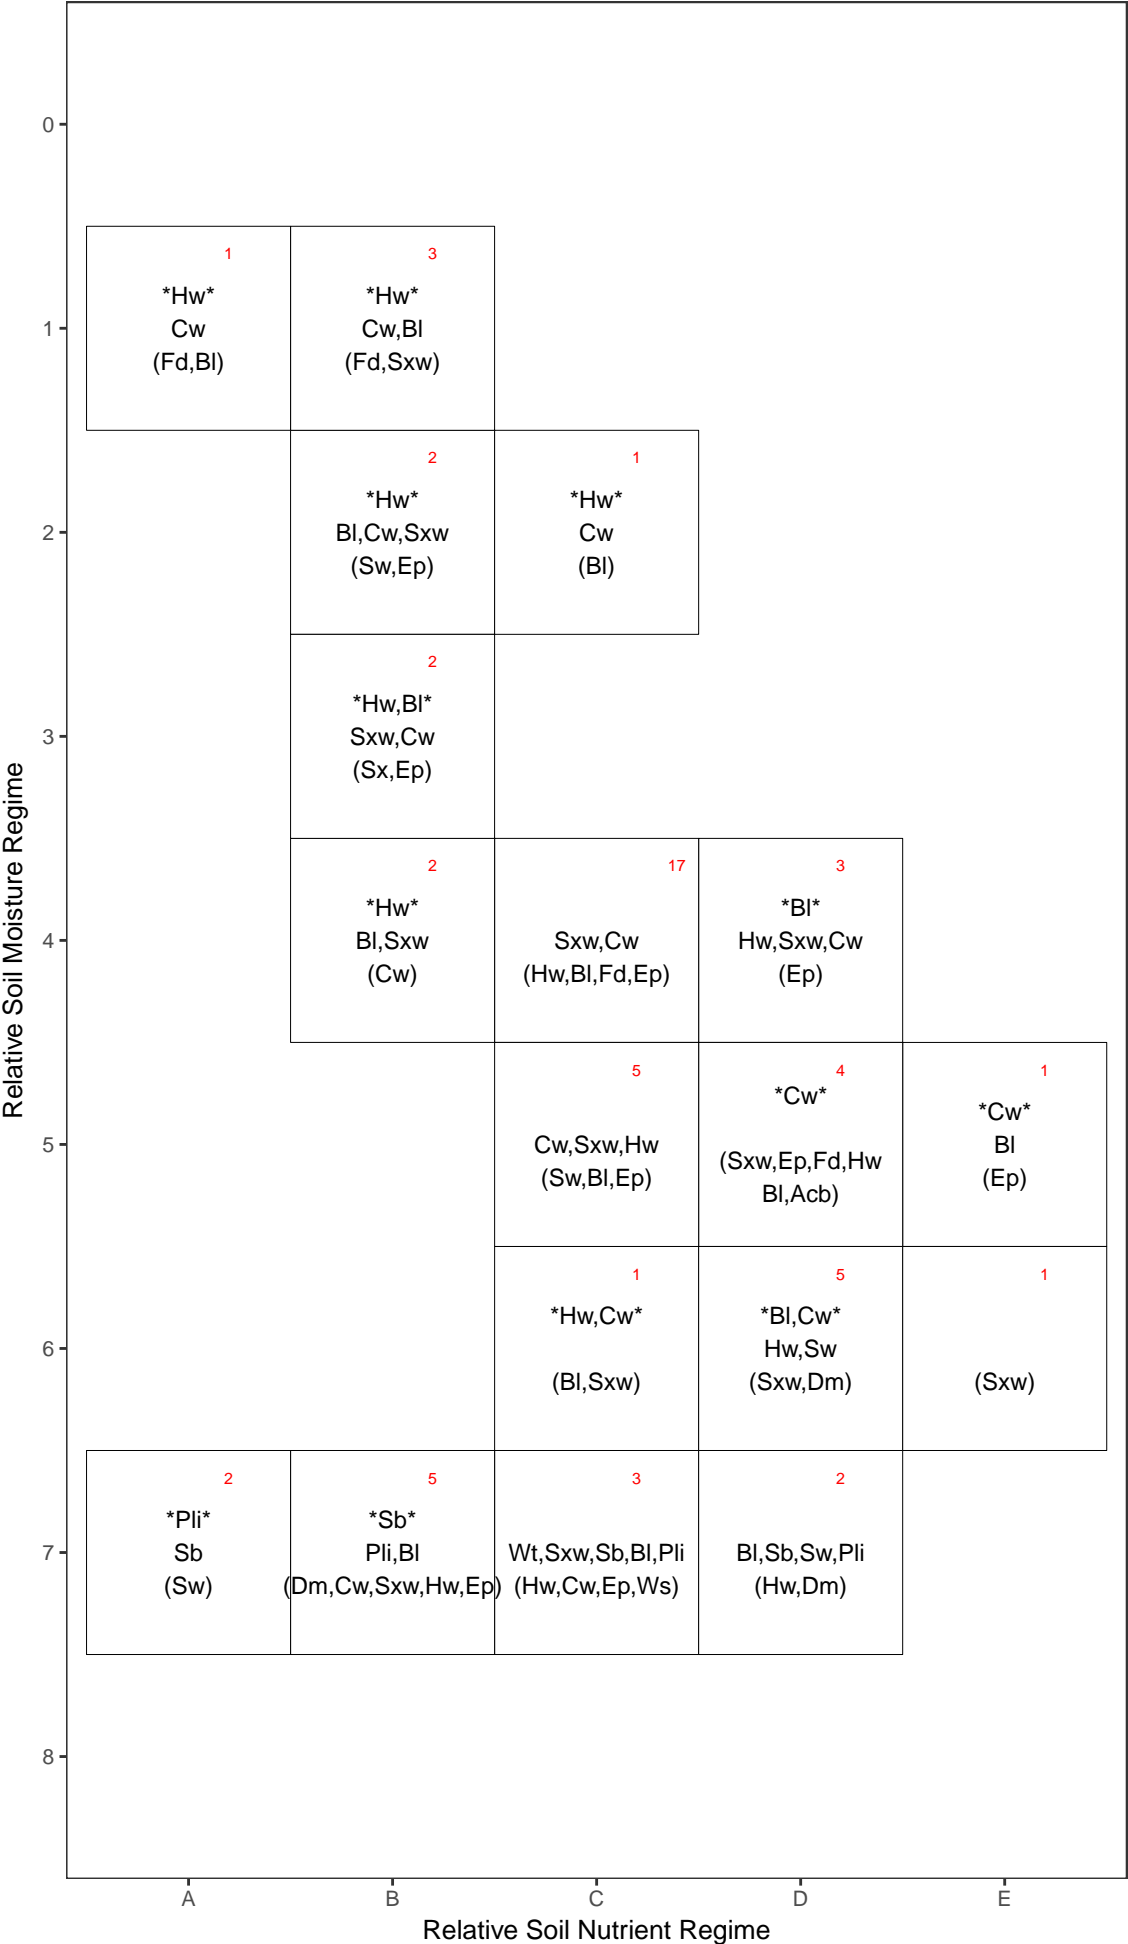 0
1
3
*Hw*
*Hw*
1
Cw
Cw,Bl
(Fd,Bl)
(Fd,Sxw)
2
1
*Hw*
*Hw*
2
Bl,Cw,Sxw
Cw
(Sw,Ep)
(Bl)
2
*Hw,Bl*
3
Sxw,Cw
(Sx,Ep)
2
17
3
*Hw*
*Bl*
4
Bl,Sxw
Sxw,Cw
Hw,Sxw,Cw
(Cw)
(Hw,Bl,Fd,Ep)
(Ep)
5
4
1
*Cw*
*Cw*
5
Cw,Sxw,Hw
Bl
(Sw,Bl,Ep)
(Sxw,Ep,Fd,Hw
Bl,Acb)
(Ep)
1
5
1
*Hw,Cw*
*Bl,Cw*
6
Hw,Sw
(Bl,Sxw)
(Sxw,Dm)
(Sxw)
2
5
3
2
*Pli*
*Sb*
7
Sb
Pli,Bl
Wt,Sxw,Sb,Bl,Pli
Bl,Sb,Sw,Pli
(Sw)
(Dm,Cw,Sxw,Hw,Ep)
(Hw,Cw,Ep,Ws)
(Hw,Dm)
8
A
B
C
D
E
Relative Soil Nutrient Regime
Relative Soil Moisture Regime